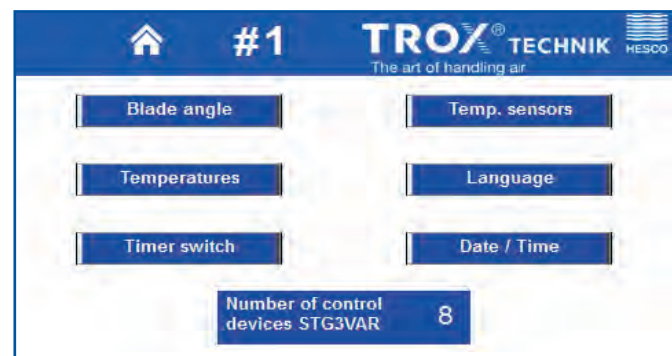 #1
TROX® TECHNIK
The art of handling air
HESCO
Blade angle
Temp. sensors
Temperatures
Language
Timer switch
Date / Time
Number of control
devices STG3VAR
8